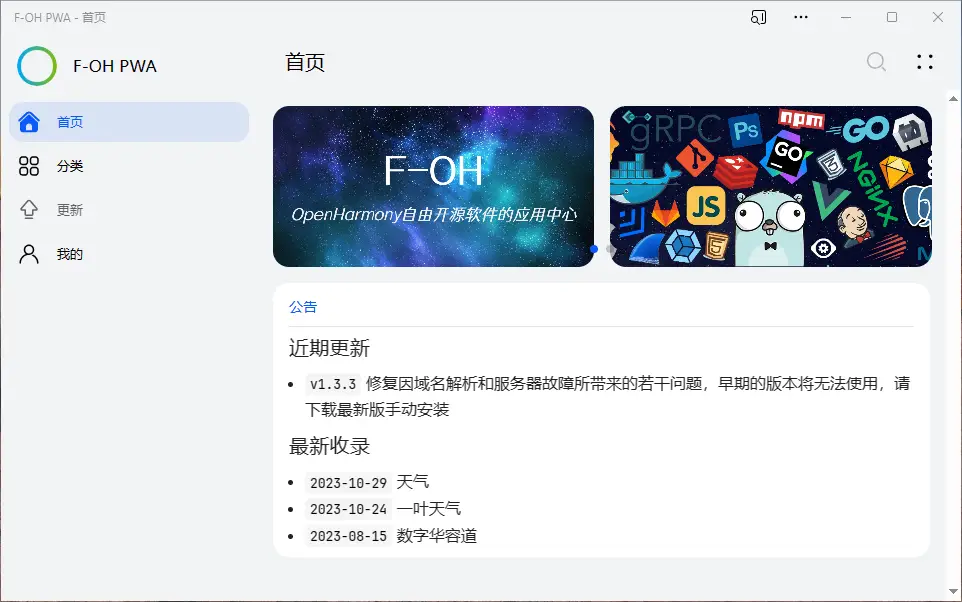 F-OH PWA - 首页
F-OH PWA
首页
首页
分类
更新
我的
F-OH
OpenHarmony自由开源软件的应用中心
gRPC
Ps
npm
GO
GO
JS
NGINX
5
公告
近期更新
v1.3.3 修复因域名解析和服务器故障所带来的若干问题，早期的版本将无法使用，请
下载最新版手动安装
最新收录
2023-10-29 天气
2023-10-24 一叶天气
2023-08-15 数字华容道